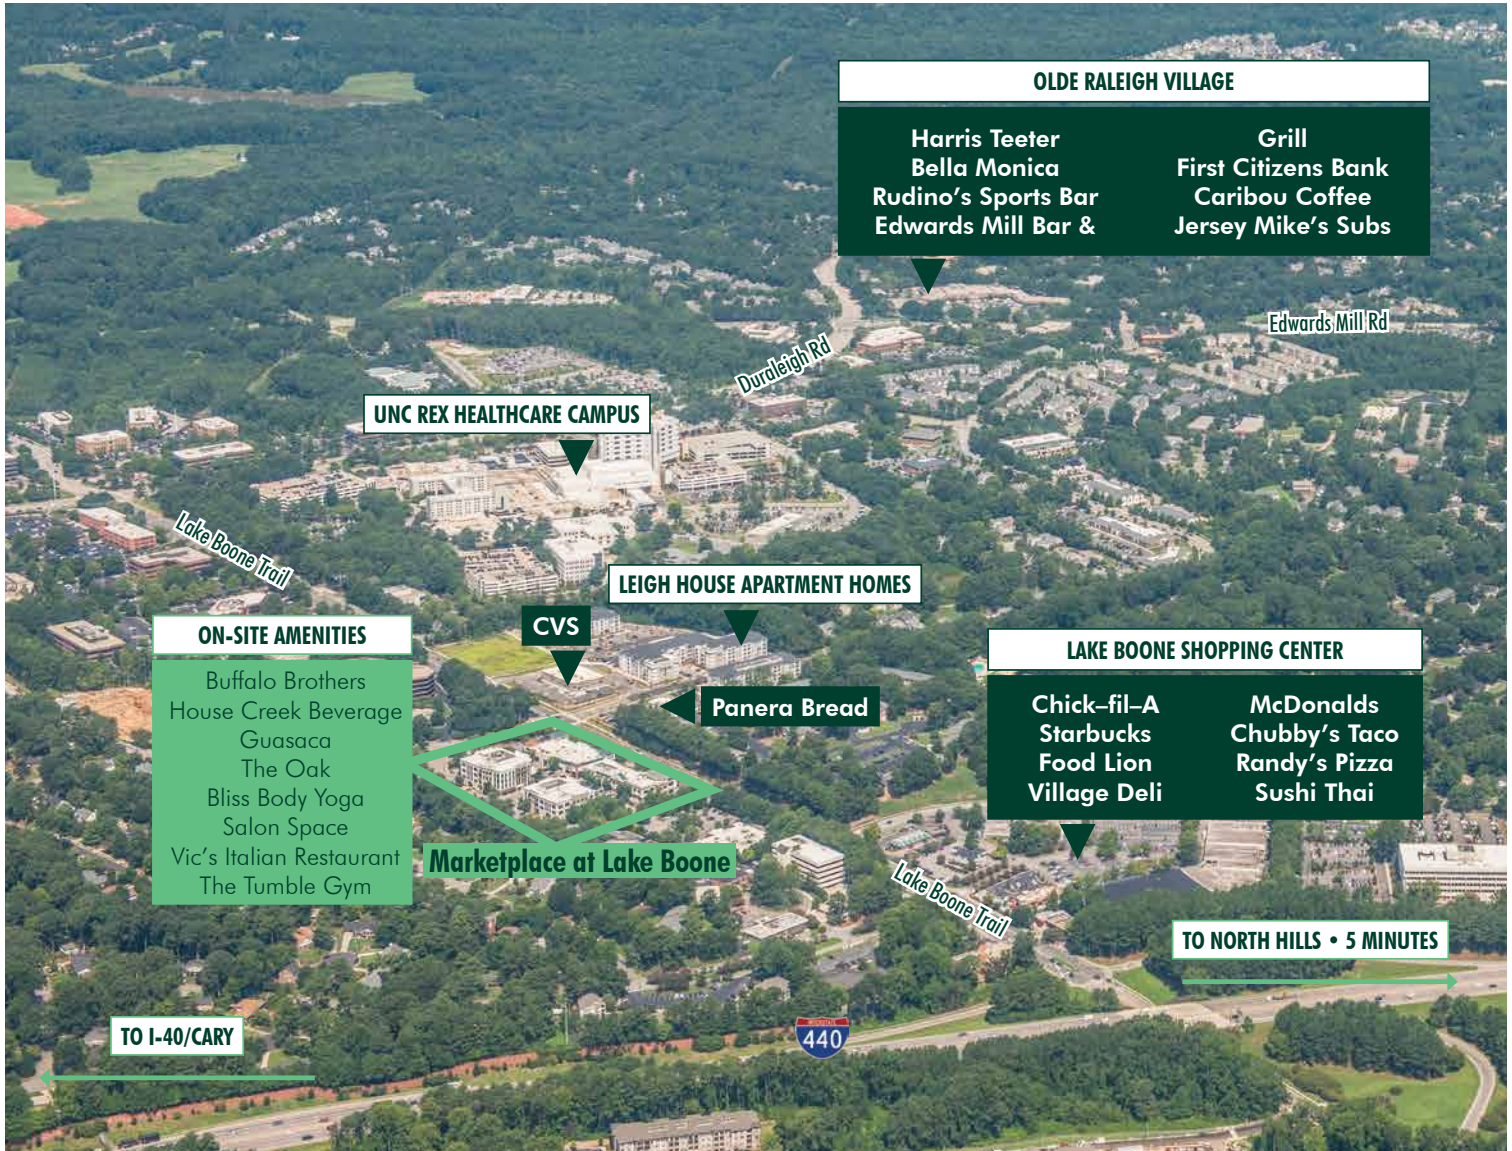 OLDE RALEIGH VILLAGE
Harris Teeter
Bella Monica
Rudino's Sports Bar
Edwards Mill Bar &
Grill
First Citizens Bank
Caribou Coffee
Jersey Mike's Subs
Edwards Mill Rd
Duraleigh Rd
UNC REX HEALTHCARE CAMPUS
Lake Boone Trail
LEIGH HOUSE APARTMENT HOMES
CVS
Panera Bread
ON-SITE AMENITIES
Buffalo Brothers
House Creek Beverage
Guasaca
The Oak
Bliss Body Yoga
Salon Space
Vic's Italian Restaurant
The Tumble Gym
Marketplace at Lake Boone
LAKE BOONE SHOPPING CENTER
Chick–fil–A
Starbucks
Food Lion
Village Deli
McDonalds
Chubby's Taco
Randy's Pizza
Sushi Thai
Lake Boone Trail
TO NORTH HILLS • 5 MINUTES
TO I-40/CARY
INTERSTATE
440